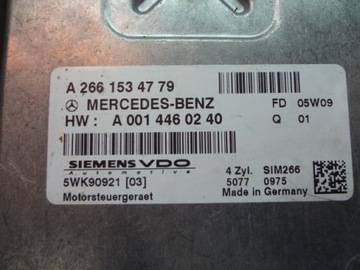 A 266 153 47 79
MERCEDES-BENZ FD 05W09
HW : A 001 446 02 40 Q 01
SIEMENS VDO
Automotive
4 Zyl. SIM266
5WK90921 [03] 5077 0975
Motorsteuergeraet Made in Germany